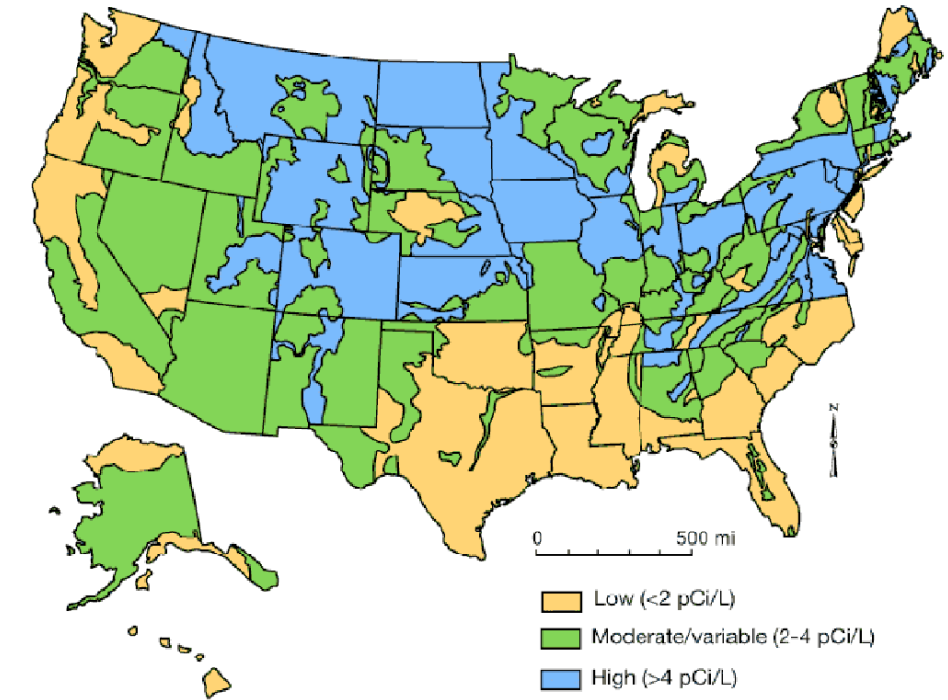 N
0 500 mi
Low (<2 pCi/L)
Moderate/variable (2-4 pCi/L)
High (>4 pCi/L)